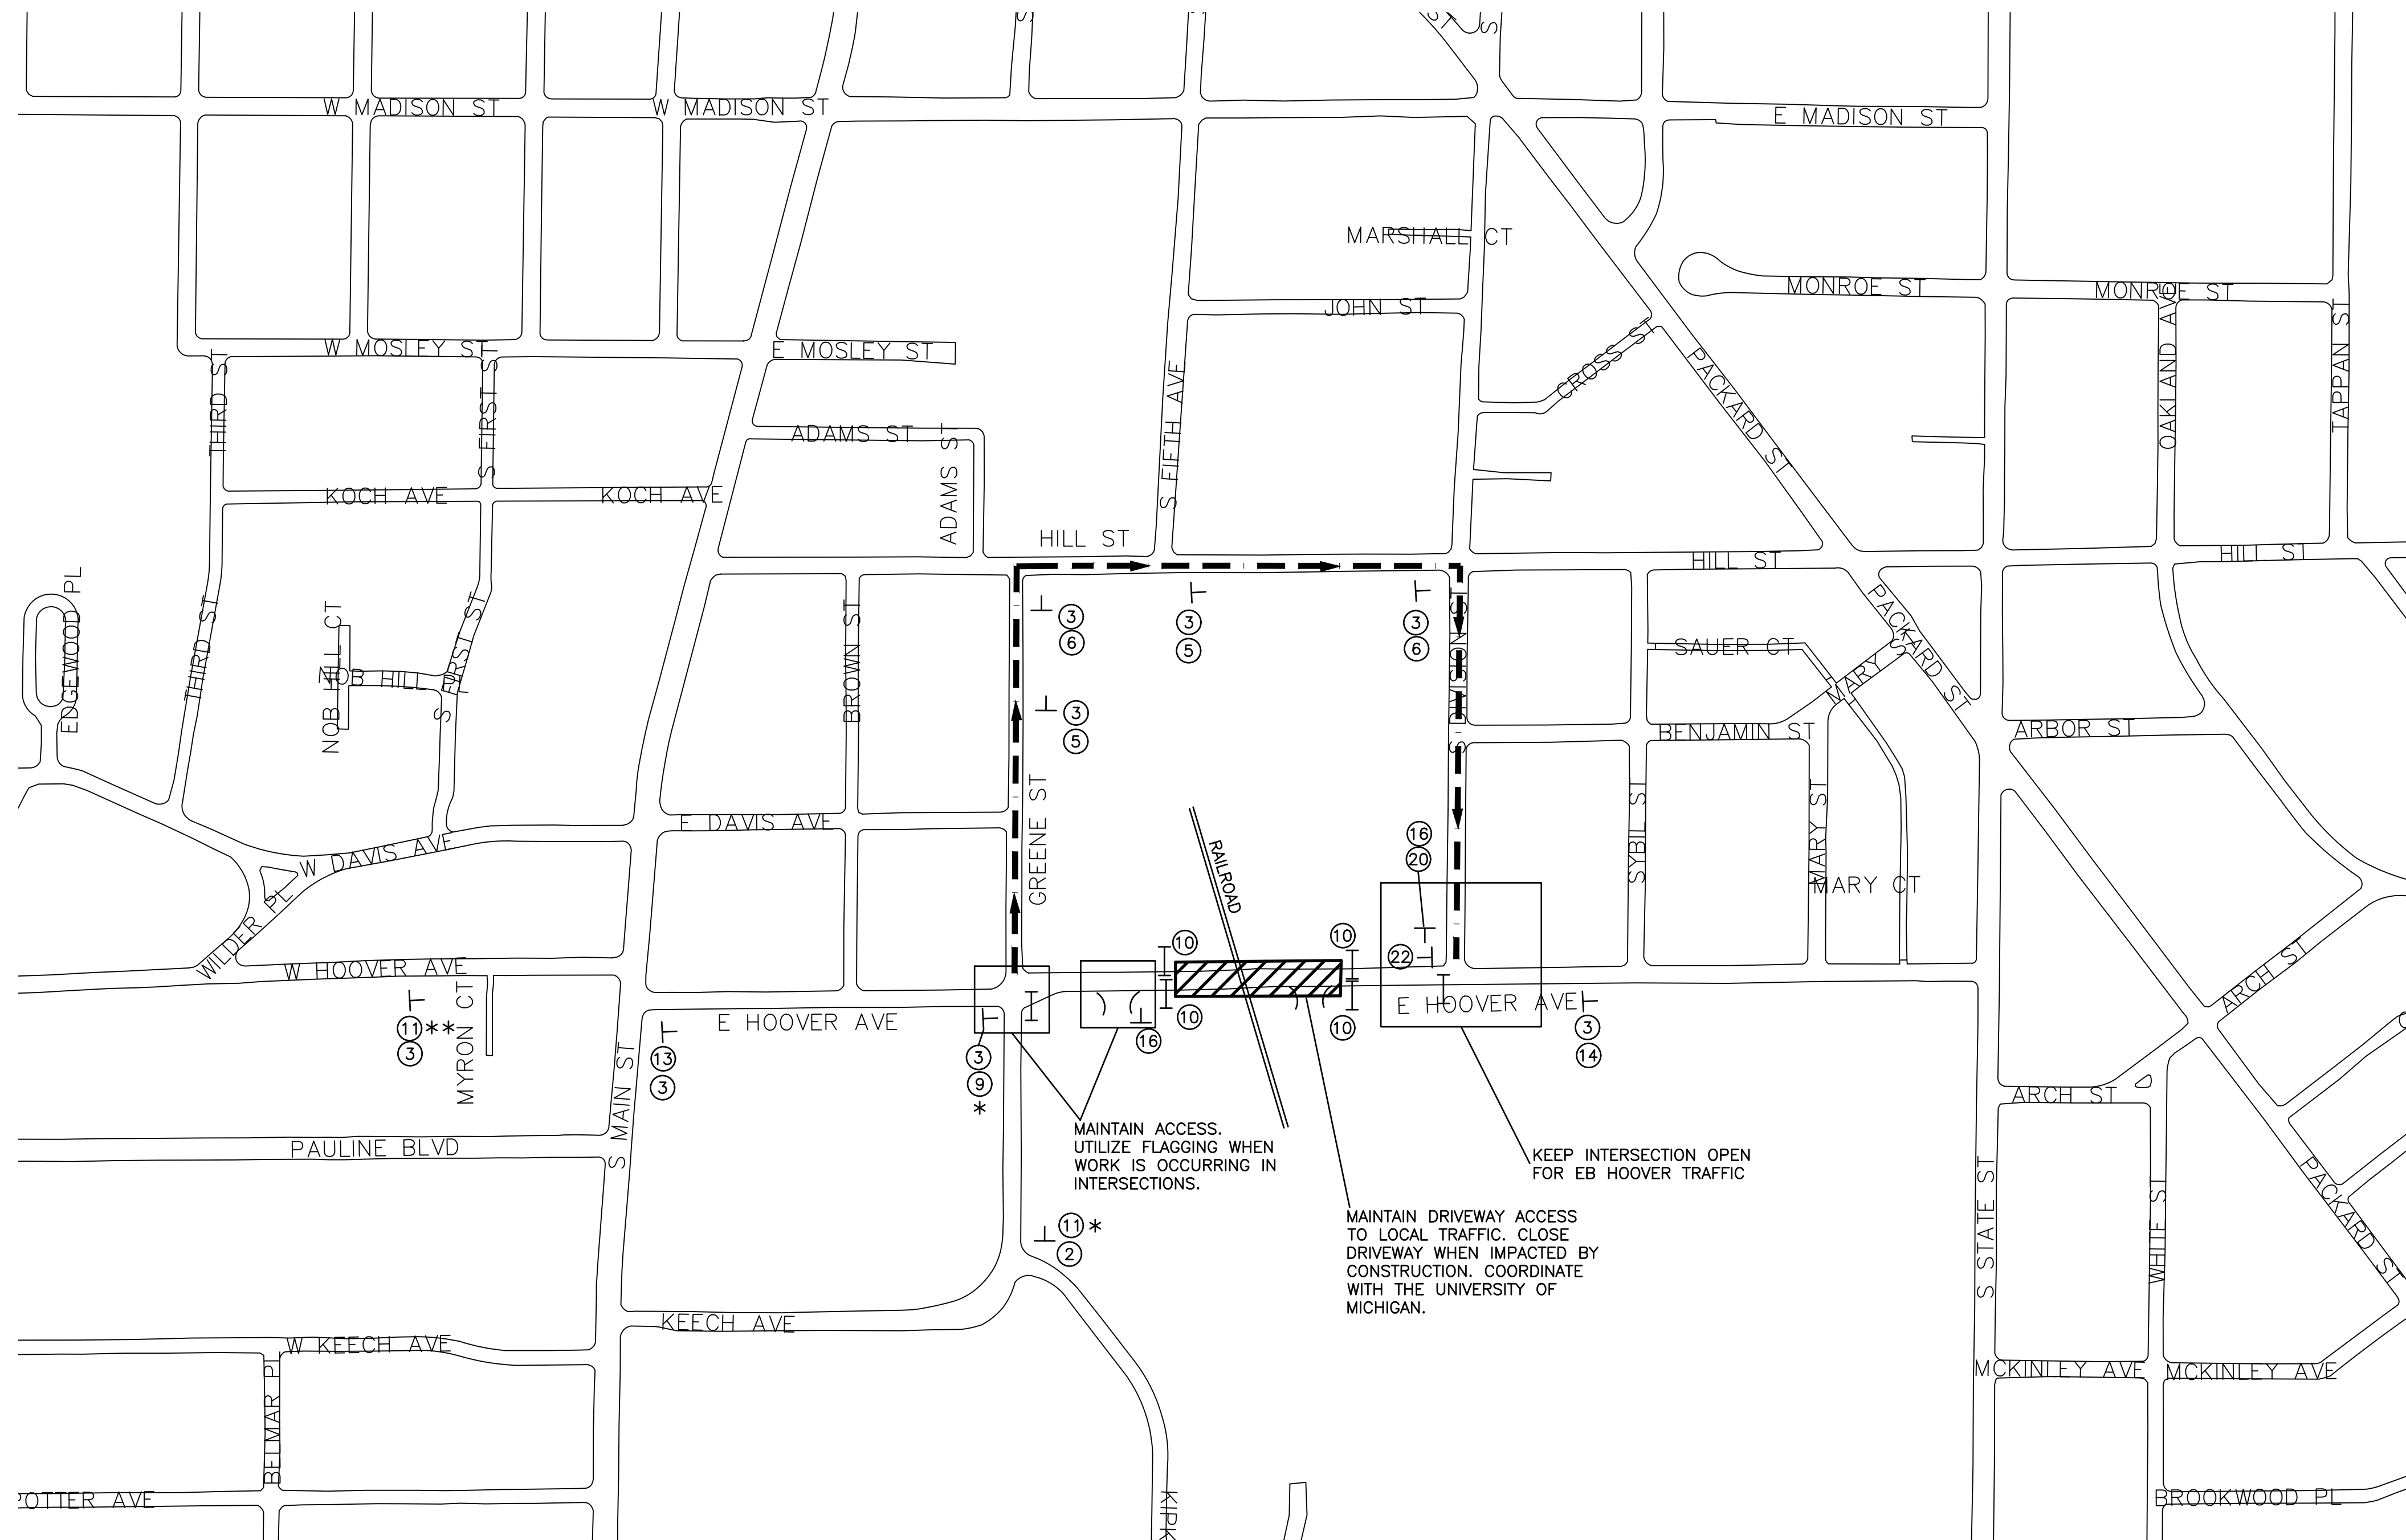 W MADISON ST
W MADISON ST
E MADISON ST
MARSHALL CT
MONROE ST
MONROE ST
JOHN ST
OAKLAND AVE
TAPPAN ST
W MOSLEY ST
E MOSLEY ST
CROSS ST
PACKARD ST
THIRD ST
S FIRST ST
S FIFTH AVE
ADAMS ST
ADAMS ST
KOCH AVE
KOCH AVE
HILL ST
HILL ST
HILL ST
EDGEWOOD PL
THIRD ST
NOB HILL CT
NOB HILL PL
S FIRST ST
BROWN ST
3
6
3
5
3
6
3
5
S DIVISION ST
SAUER CT
MARY ST
PACKARD ST
BENJAMIN ST
ARBOR ST
GREENE ST
E DAVIS AVE
W DAVIS AVE
WILDER PL
RAILROAD
16
20
SYBIL ST
MARY ST
MARY CT
W HOOVER AVE
10
10
22
ARCH ST
11 **
3
MYRON CT
13
3
E HOOVER AVE
3
9
*
16
10
10
E HOOVER AVE
3
14
S MAIN ST
ARCH ST
PAULINE BLVD
MAINTAIN ACCESS.
UTILIZE FLAGGING WHEN
WORK IS OCCURRING IN
INTERSECTIONS.
KEEP INTERSECTION OPEN
FOR EB HOOVER TRAFFIC
MAINTAIN DRIVEWAY ACCESS
TO LOCAL TRAFFIC. CLOSE
DRIVEWAY WHEN IMPACTED BY
CONSTRUCTION. COORDINATE
WITH THE UNIVERSITY OF
MICHIGAN.
11 *
2
S STATE ST
WHITE ST
PACKARD ST
KEECH AVE
W KEECH AVE
BELMAR PL
MCKINLEY AVE
MCKINLEY AVE
POTTER AVE
BROOKWOOD PL